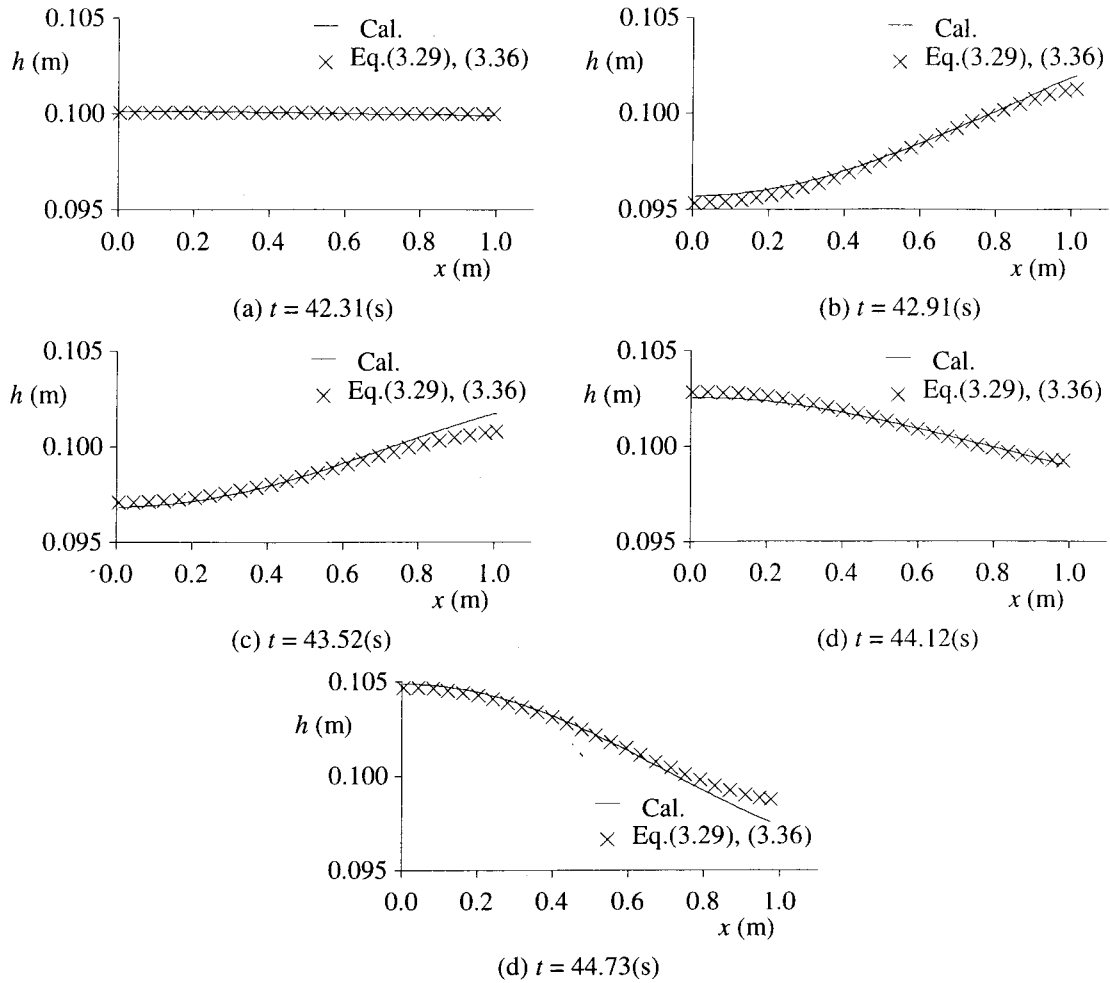 0.105
— Cal.
h (m)
× Eq.(3.29), (3.36)
0.100
0.095
0.0 0.2 0.4 0.6 0.8 1.0
x (m)
(a) t = 42.31(s)
0.105
— Cal.
h (m)
× Eq.(3.29), (3.36)
0.100
0.095
0.0 0.2 0.4 0.6 0.8 1.0
x (m)
(b) t = 42.91(s)
0.105
— Cal.
h (m)
× Eq.(3.29), (3.36)
0.100
0.095
0.0 0.2 0.4 0.6 0.8 1.0
x (m)
(c) t = 43.52(s)
0.105
— Cal.
h (m)
× Eq.(3.29), (3.36)
0.100
0.095
0.0 0.2 0.4 0.6 0.8 1.0
x (m)
(d) t = 44.12(s)
0.105
h (m)
0.100
— Cal.
× Eq.(3.29), (3.36)
0.095
0.0 0.2 0.4 0.6 0.8 1.0
x (m)
(d) t = 44.73(s)